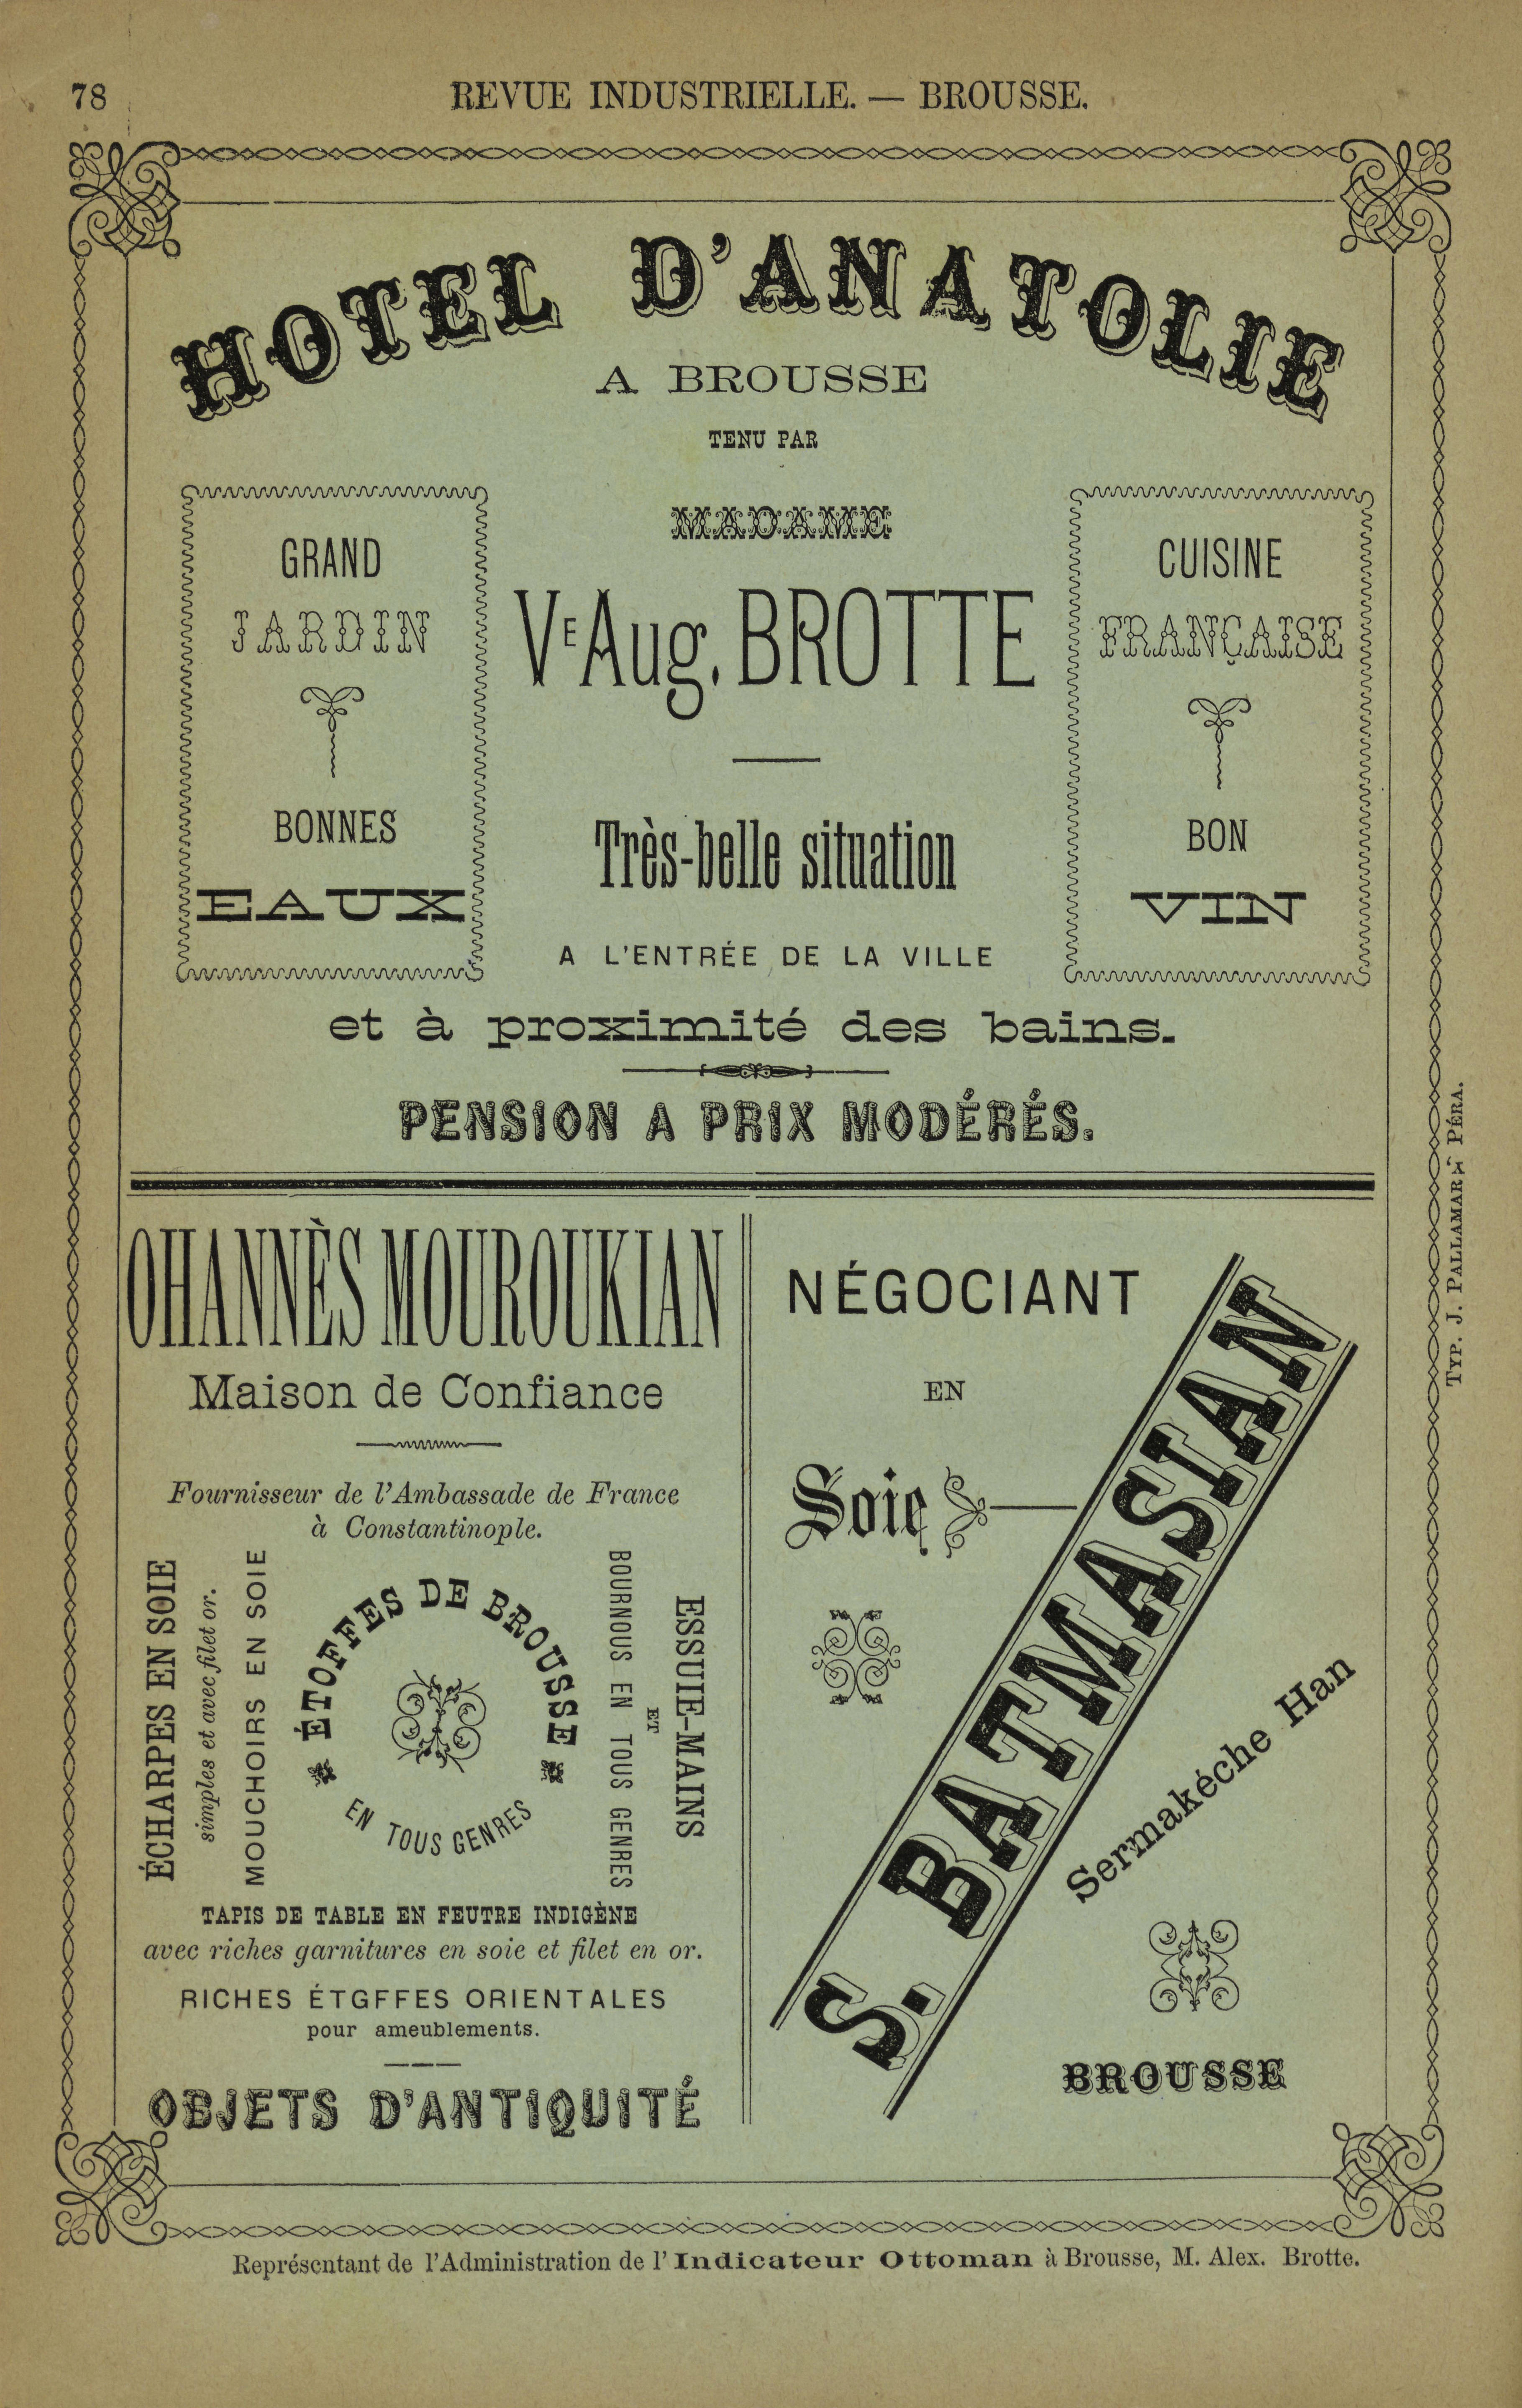 78
REVUE INDUSTRIELLE. — BROUSSE.
HOTEL D'ANATOLIE
A BROUSSE
TENU PAR
MADAME
VE Aug. BROTTE
GRAND
JARDIN
BONNES
EAUX
Très-belle situation
A L'ENTRÉE DE LA VILLE
CUISINE
FRANÇAISE
BON
VIN
et à proximité des bains.
PENSION A PRIX MODÉRÉS.
OHANNÈS MOUROUKIAN
Maison de Confiance
Fournisseur de l'Ambassade de France
à Constantinople.
ÉCHARPES EN SOIE
simples et avec filet or.
MOUCHOIRS EN SOIE
ÉTOFFES DE BROUSSE
EN TOUS GENRES
BOURNOUS EN TOUS GENRES
ET
ESSUIE-MAINS
TAPIS DE TABLE EN FEUTRE INDIGÈNE
avec riches garnitures en soie et filet en or.
RICHES ÉTGFFES ORIENTALES
pour ameublements.
OBJETS D'ANTIQUITÉ
NÉGOCIANT
EN
Soie
S. BATMASIAN
Sermakéche Han
BROUSSE
TYP. J. PALLAMAR À PÉRA.
Représentant de l'Administration de l'Indicateur Ottoman à Brousse, M. Alex. Brotte.